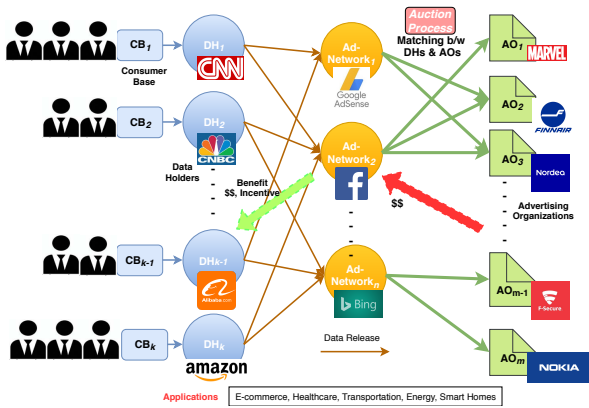 Auction
Process
Matching b/w
DHs & AOs
CB1
DH1
Ad-
Network1
AO1
MARVEL
Consumer
Base
CNN
Google
AdSense
CB2
DH2
Ad-
Network2
AO2
FINNAIR
CNBC
AO3
Nordea
Data
Holders
Benefit
$$, Incentive
$$
Advertising
Organizations
CBk-1
DHk-1
Ad-
Networkn
AOm-1
F-Secure
Alibaba.com
Bing
CBk
DHk
Data Release
AOm
NOKIA
amazon
Applications
E-commerce, Healthcare, Transportation, Energy, Smart Homes